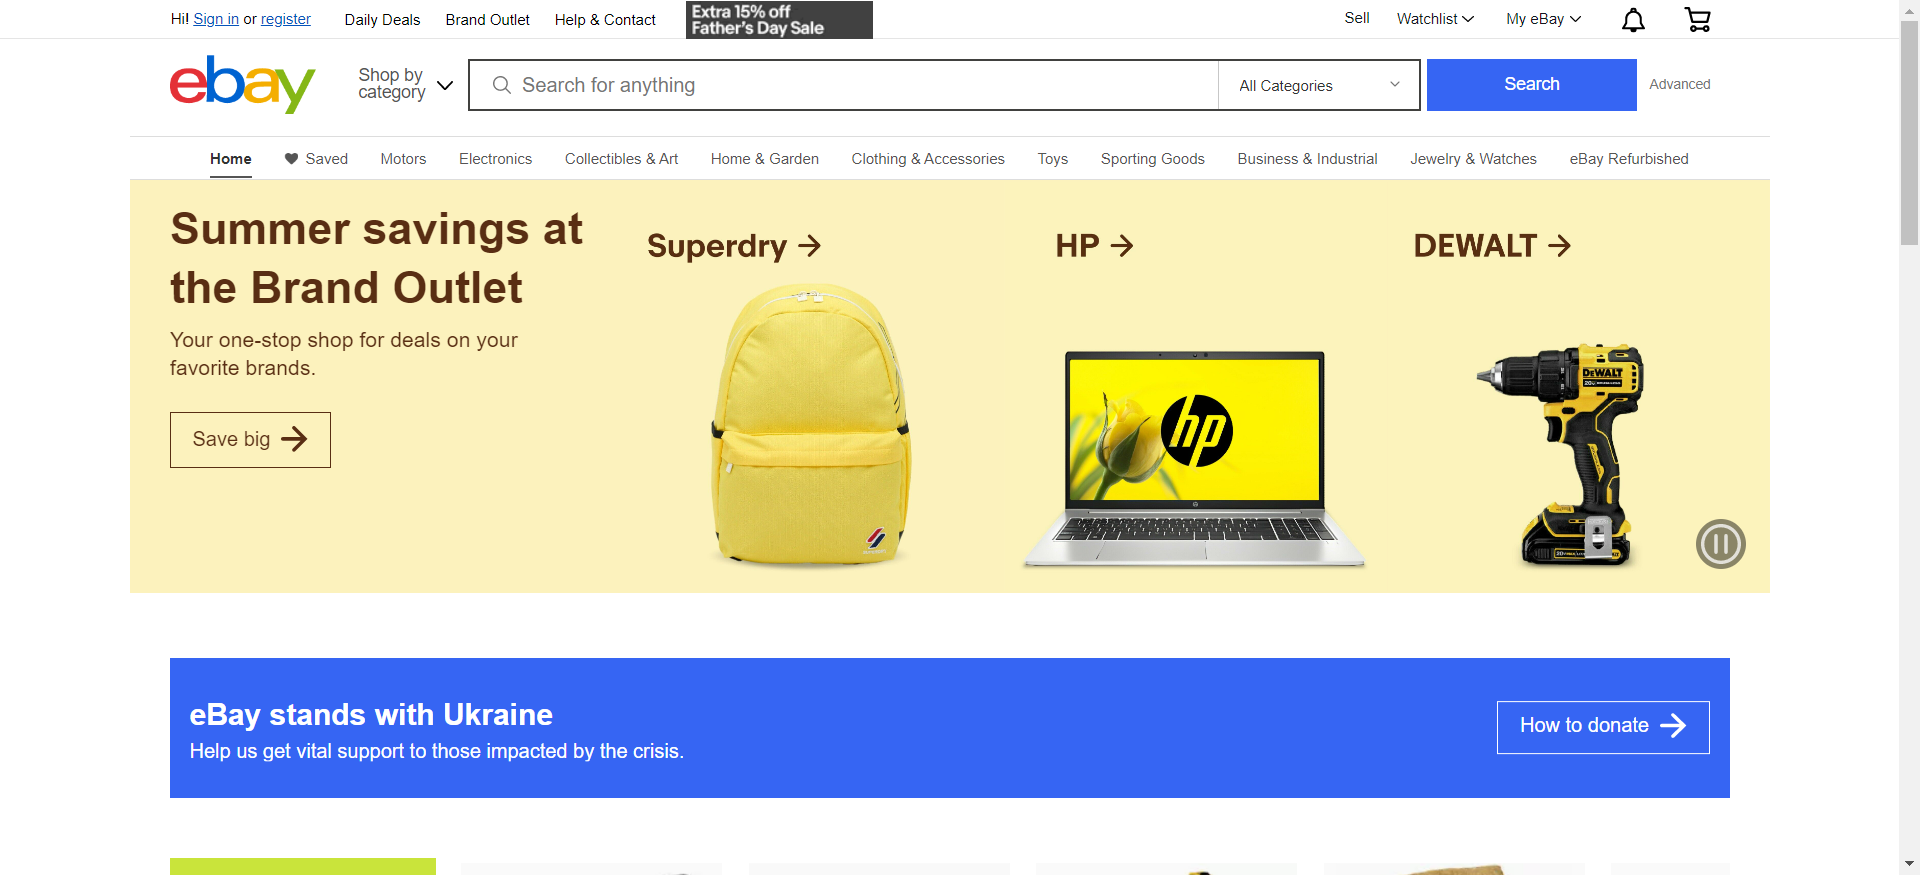 Hi! Sign in or register
Daily Deals
Brand Outlet
Help & Contact
Extra 15% off
Father's Day Sale
Sell
Watchlist
My eBay
ebay
Shop by
category
Search for anything
All Categories
Search
Advanced
Home
Saved
Motors
Electronics
Collectibles & Art
Home & Garden
Clothing & Accessories
Toys
Sporting Goods
Business & Industrial
Jewelry & Watches
eBay Refurbished
Summer savings at
the Brand Outlet
Your one-stop shop for deals on your
favorite brands.
Save big
Superdry
HP
DEWALT
hp
DEWALT
eBay stands with Ukraine
Help us get vital support to those impacted by the crisis.
How to donate